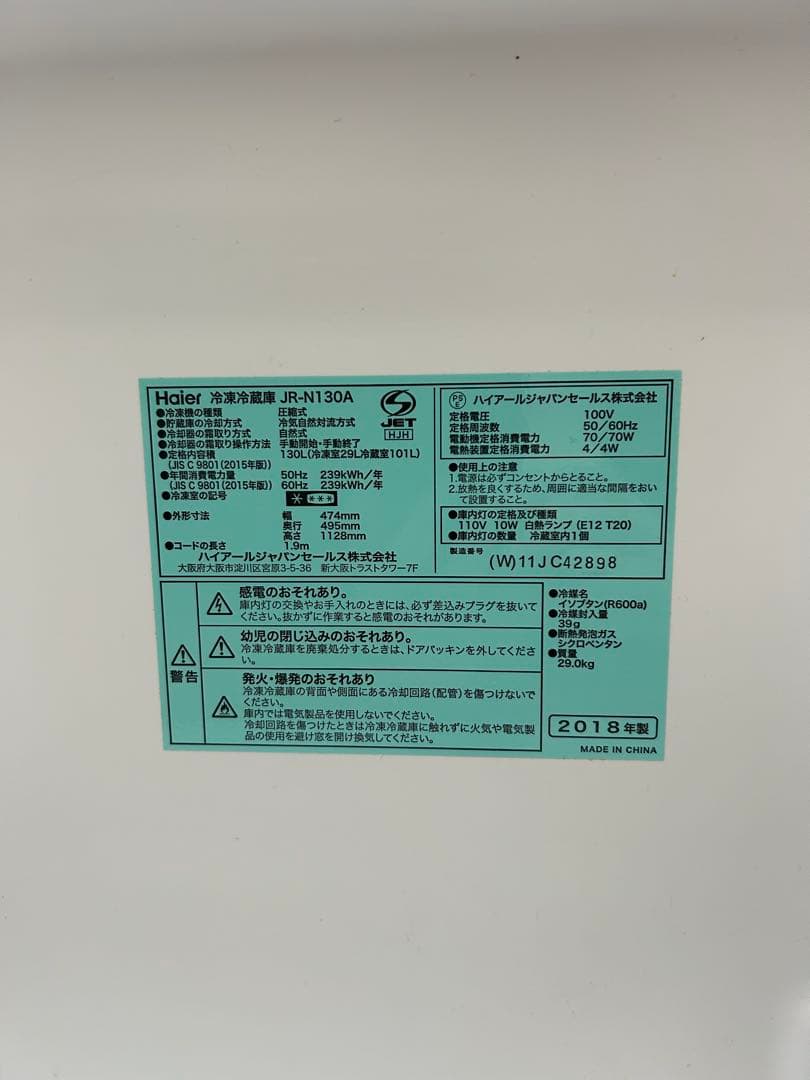 Haier 冷凍冷蔵庫 JR-N130A
●冷凍機の種類 圧縮式
●貯蔵庫の冷却方式 冷気自然対流方式
●冷却器の霜取り方式 自然式
●冷却器の霜取り操作方法 手動開始・手動終了
●定格内容積 130L(冷凍室29L冷蔵室101L)
(JIS C 9801(2015年版))
●年間消費電力量 50Hz 239kWh/年
(JIS C 9801(2015年版)) 60Hz 239kWh/年
●冷凍室の記号 * ***
●外形寸法 幅 474mm
奥行 495mm
高さ 1128mm
●コードの長さ 1.9m
ハイアールジャパンセールス株式会社
大阪府大阪市淀川区宮原3-5-36 新大阪トラストタワー7F
S
JET
HJH
PSE ハイアールジャパンセールス株式会社
定格電圧 100V
定格周波数 50/60Hz
電動機定格消費電力 70/70W
電熱装置定格消費電力 4/4W
●使用上の注意
1.電源は必ずコンセントからとること。
2.放熱を良くするため、周囲に適当な間隔をおい
て設置すること。
●庫内灯の定格及び種類
110V 10W 白熱ランプ (E12 T20)
●庫内灯の数量 冷蔵室内1個
製造番号
(W)11JC42898
警告
感電のおそれあり。
庫内灯の交換やお手入れのときには、必ず差込みプラグを抜いて
ください。抜かずに作業すると感電のおそれがあります。
幼児の閉じ込めのおそれあり。
冷凍冷蔵庫を廃棄処分するときは、ドアパッキンを外してくださ
い。
発火・爆発のおそれあり
冷凍冷蔵庫の背面や側面にある冷却回路(配管)を傷つけないで
ください。
庫内では電気製品を使用しないでください。
冷却回路を傷つけたときは冷凍冷蔵庫に触れずに火気や電気製
品の使用を避け窓を開け換気してください。
●冷媒名
イソブタン(R600a)
●冷媒封入量
39g
●断熱発泡ガス
シクロペンタン
●質量
29.0kg
2018年製
MADE IN CHINA